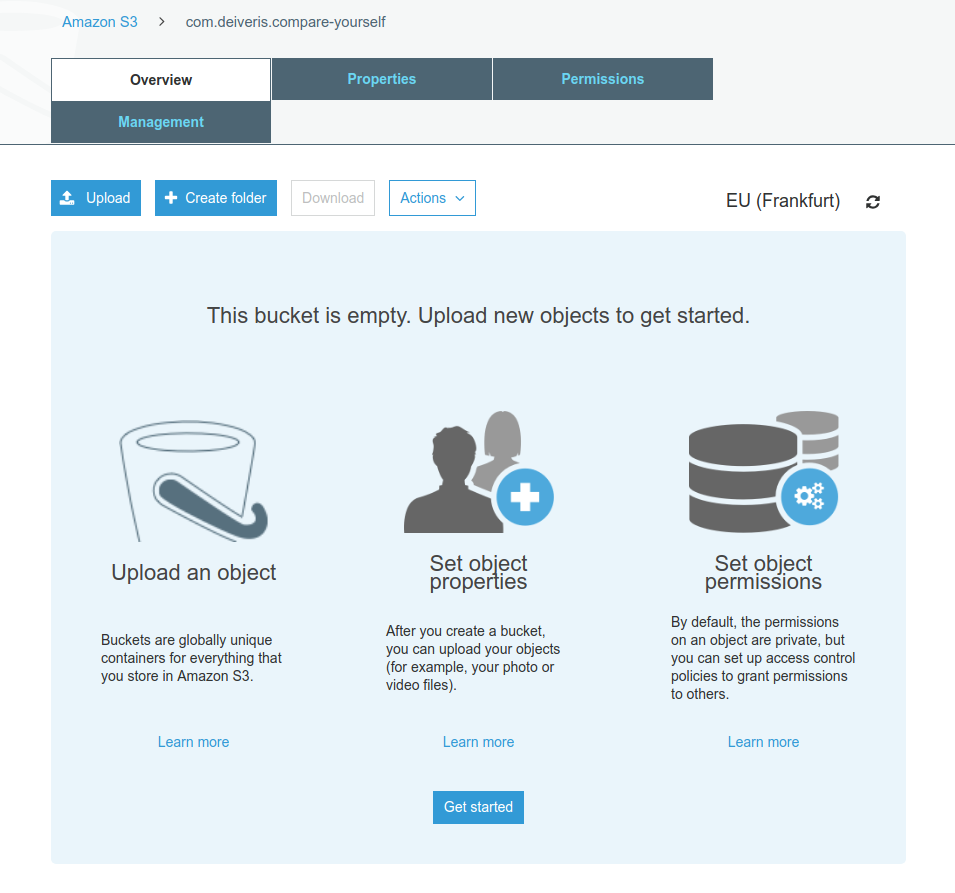 Amazon S3 > com.deiveris.compare-yourself
Overview Properties Permissions
Management
Upload Create folder Download Actions EU (Frankfurt)
This bucket is empty. Upload new objects to get started.
Upload an object
Buckets are globally unique
containers for everything that
you store in Amazon S3.
Learn more
Set object
properties
After you create a bucket,
you can upload your objects
(for example, your photo or
video files).
Learn more
Set object
permissions
By default, the permissions
on an object are private, but
you can set up access control
policies to grant permissions
to others.
Learn more
Get started